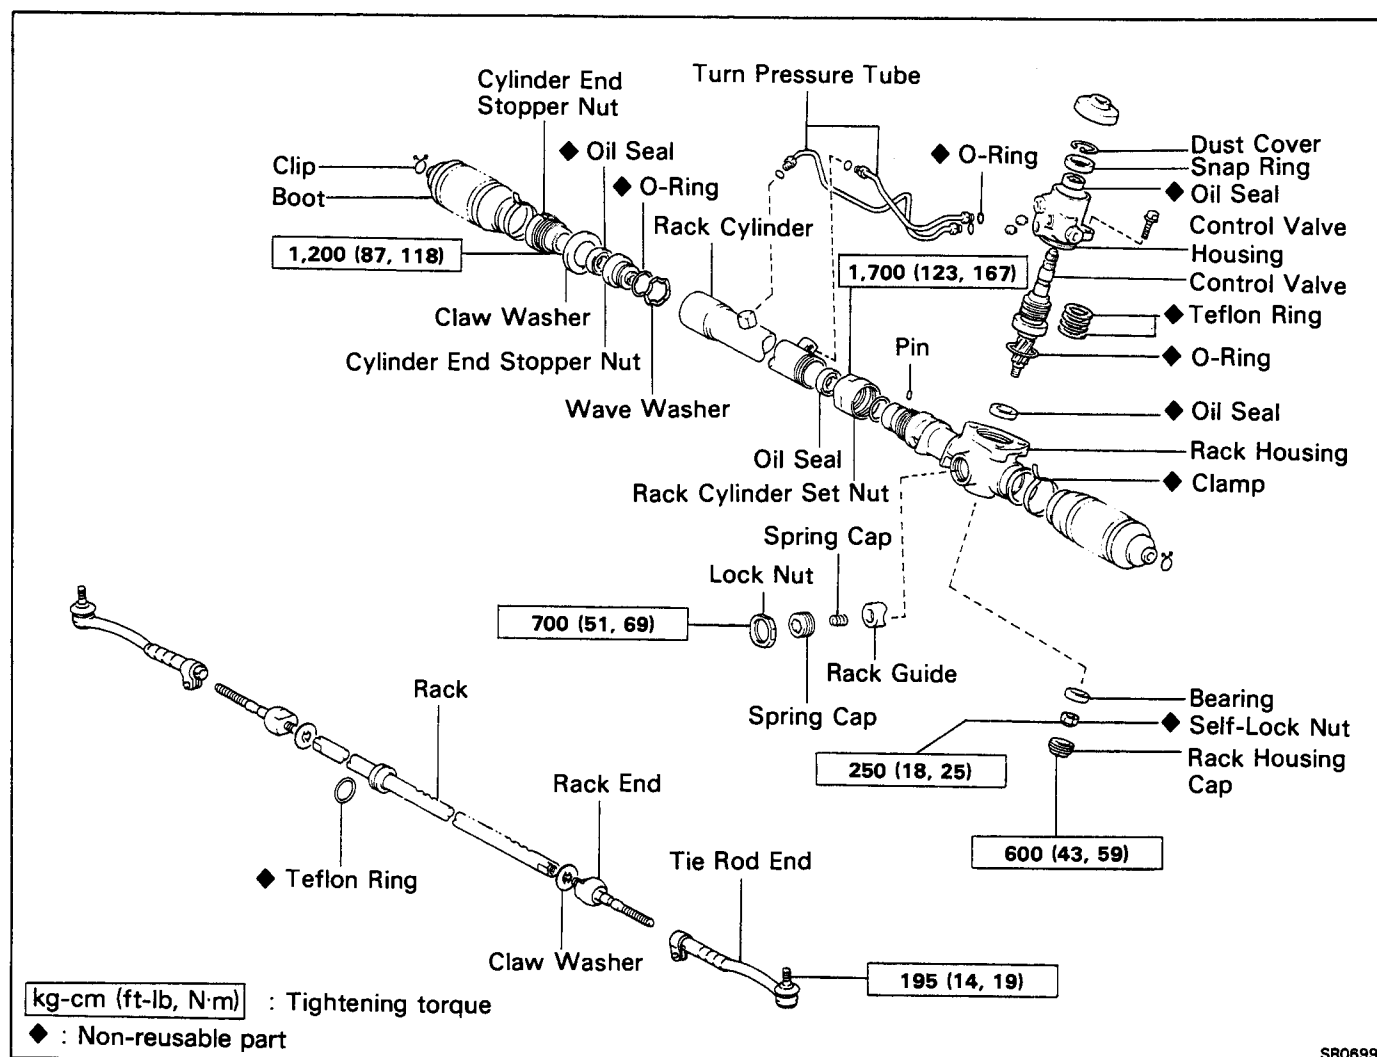 Cylinder End
Stopper Nut
Turn Pressure Tube
◆ Oil Seal
◆ O-Ring
Dust Cover
Snap Ring
Clip
Boot
◆ O-Ring
◆ Oil Seal
Rack Cylinder
Control Valve
Housing
1,200 (87, 118)
1,700 (123, 167)
Control Valve
Claw Washer
◆ Teflon Ring
Cylinder End Stopper Nut
Pin
◆ O-Ring
Wave Washer
◆ Oil Seal
Oil Seal
Rack Housing
Rack Cylinder Set Nut
◆ Clamp
Spring Cap
Lock Nut
700 (51, 69)
Rack Guide
Rack
Spring Cap
Bearing
◆ Self-Lock Nut
250 (18, 25)
Rack Housing
Cap
Rack End
600 (43, 59)
Tie Rod End
◆ Teflon Ring
Claw Washer
195 (14, 19)
kg-cm (ft-lb, N·m) : Tightening torque
◆ : Non-reusable part
SR0699